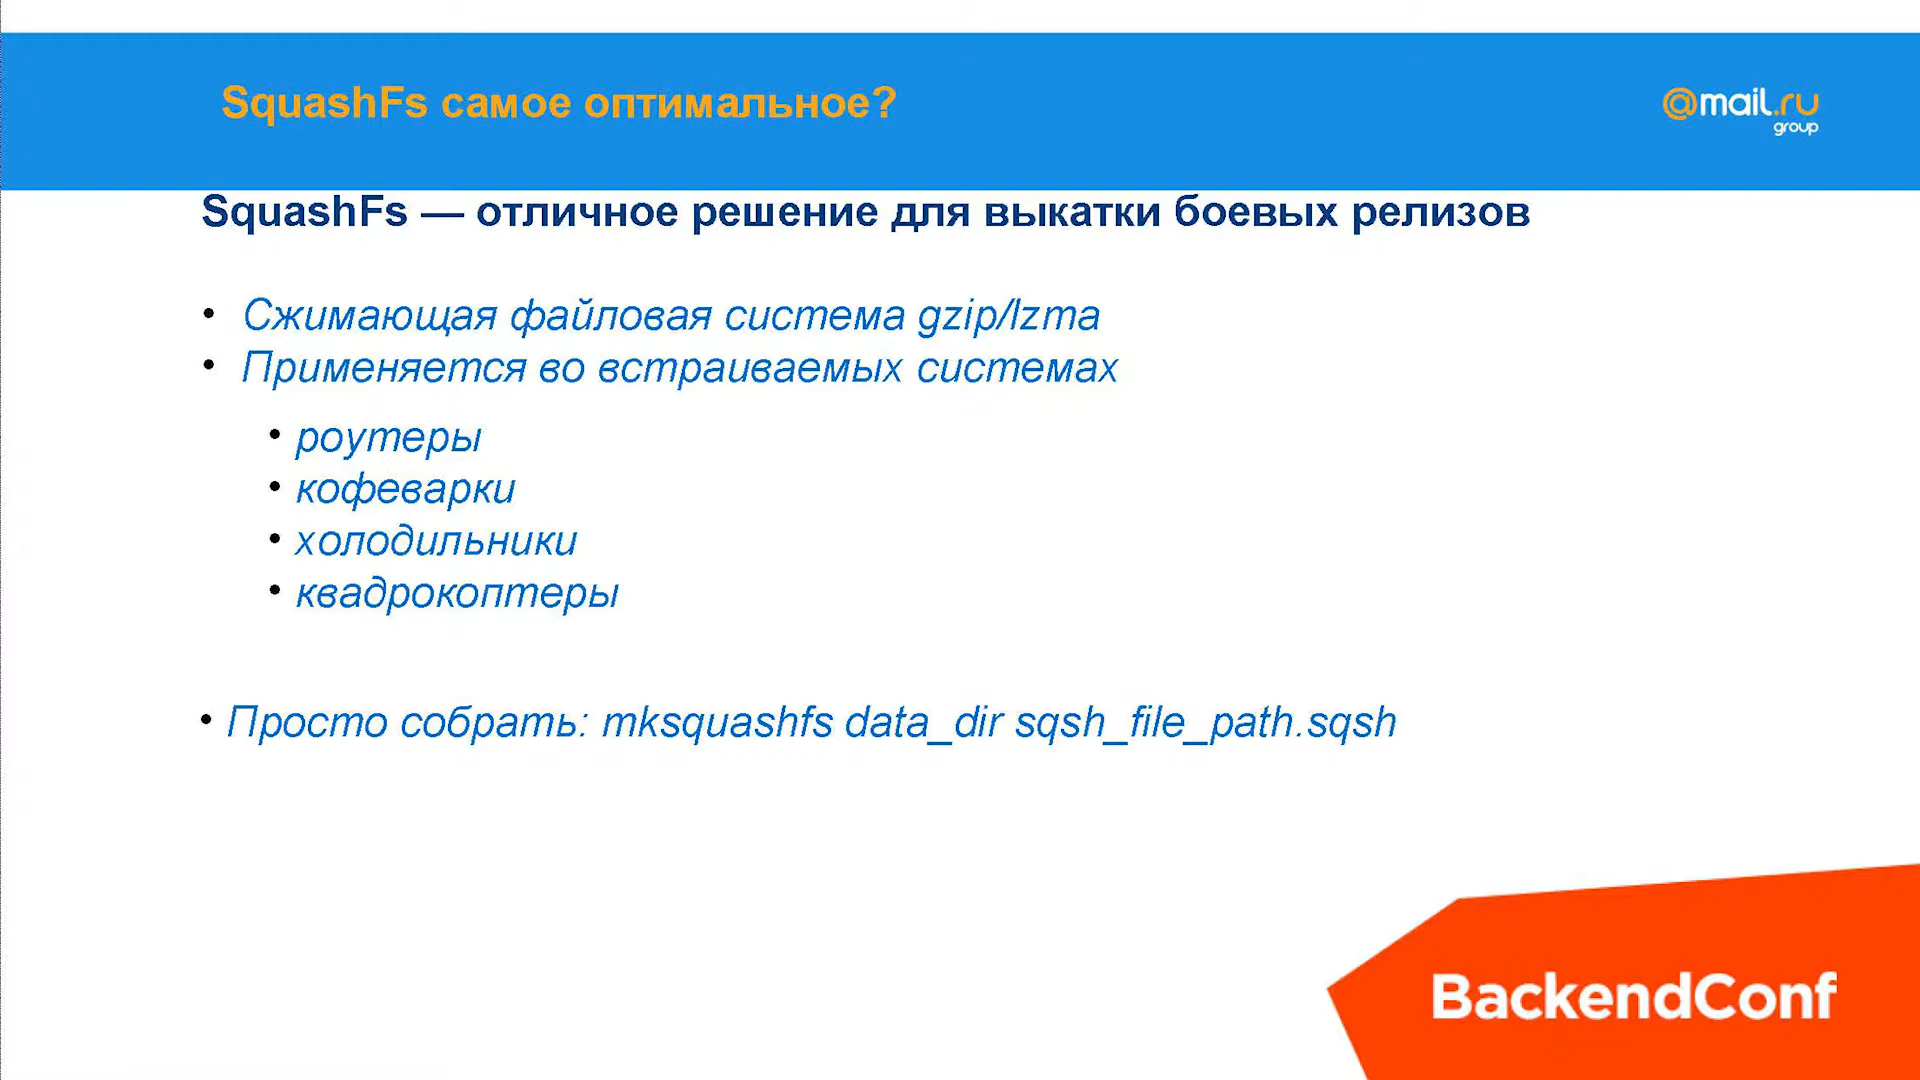 SquashFs самое оптимальное?
@mail.ru
group
SquashFs — отличное решение для выкатки боевых релизов
• Сжимающая файловая система gzip/lzma
• Применяется во встраиваемых системах
• роутеры
• кофеварки
• холодильники
• квадрокоптеры
• Просто собрать: mksquashfs data_dir sqsh_file_path.sqsh
BackendConf